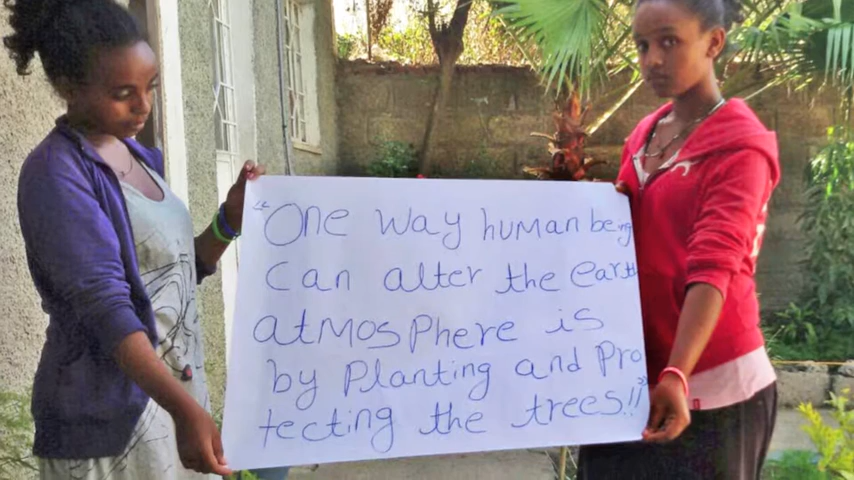 "One way human being
can alter the earth
atmosphere is
by Planting and Pro
tecting the trees!!"